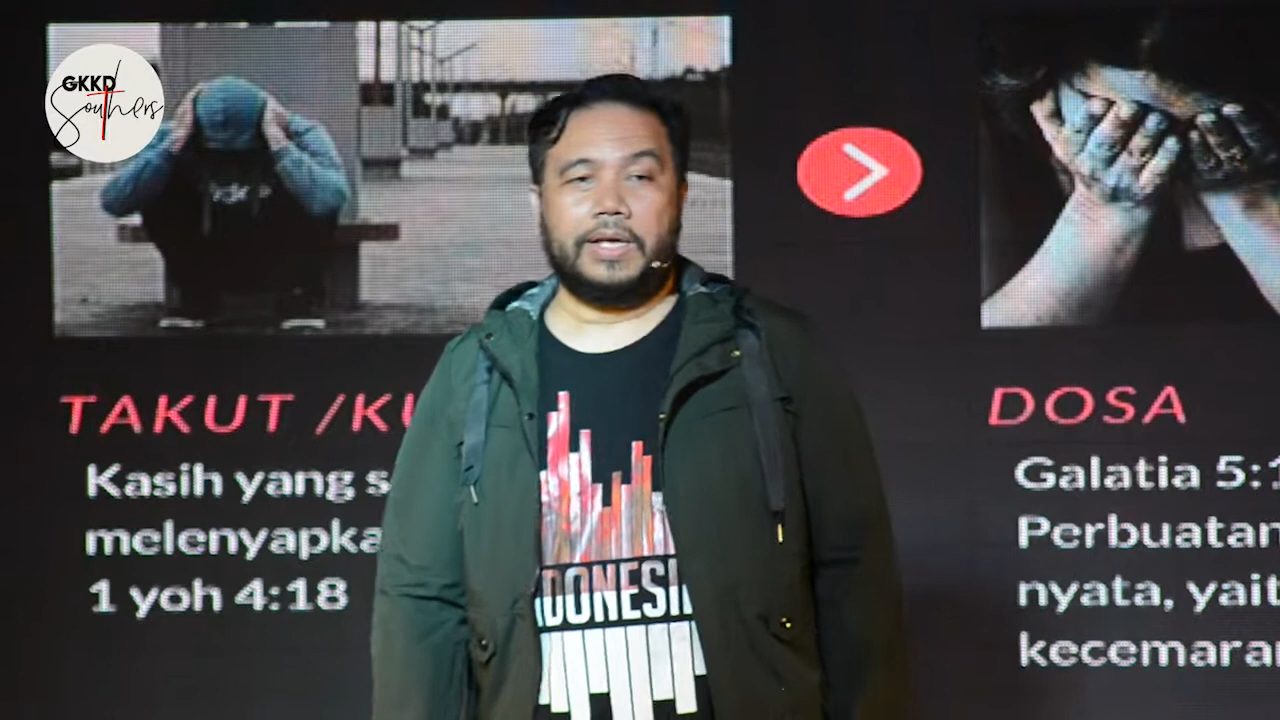 GKKD
Southers
TAKUT /KU
Kasih yang s
melenyapka
1 yoh 4:18
DOSA
Galatia 5:1
Perbuatan
nyata, yait
kecemara
INDONESIA